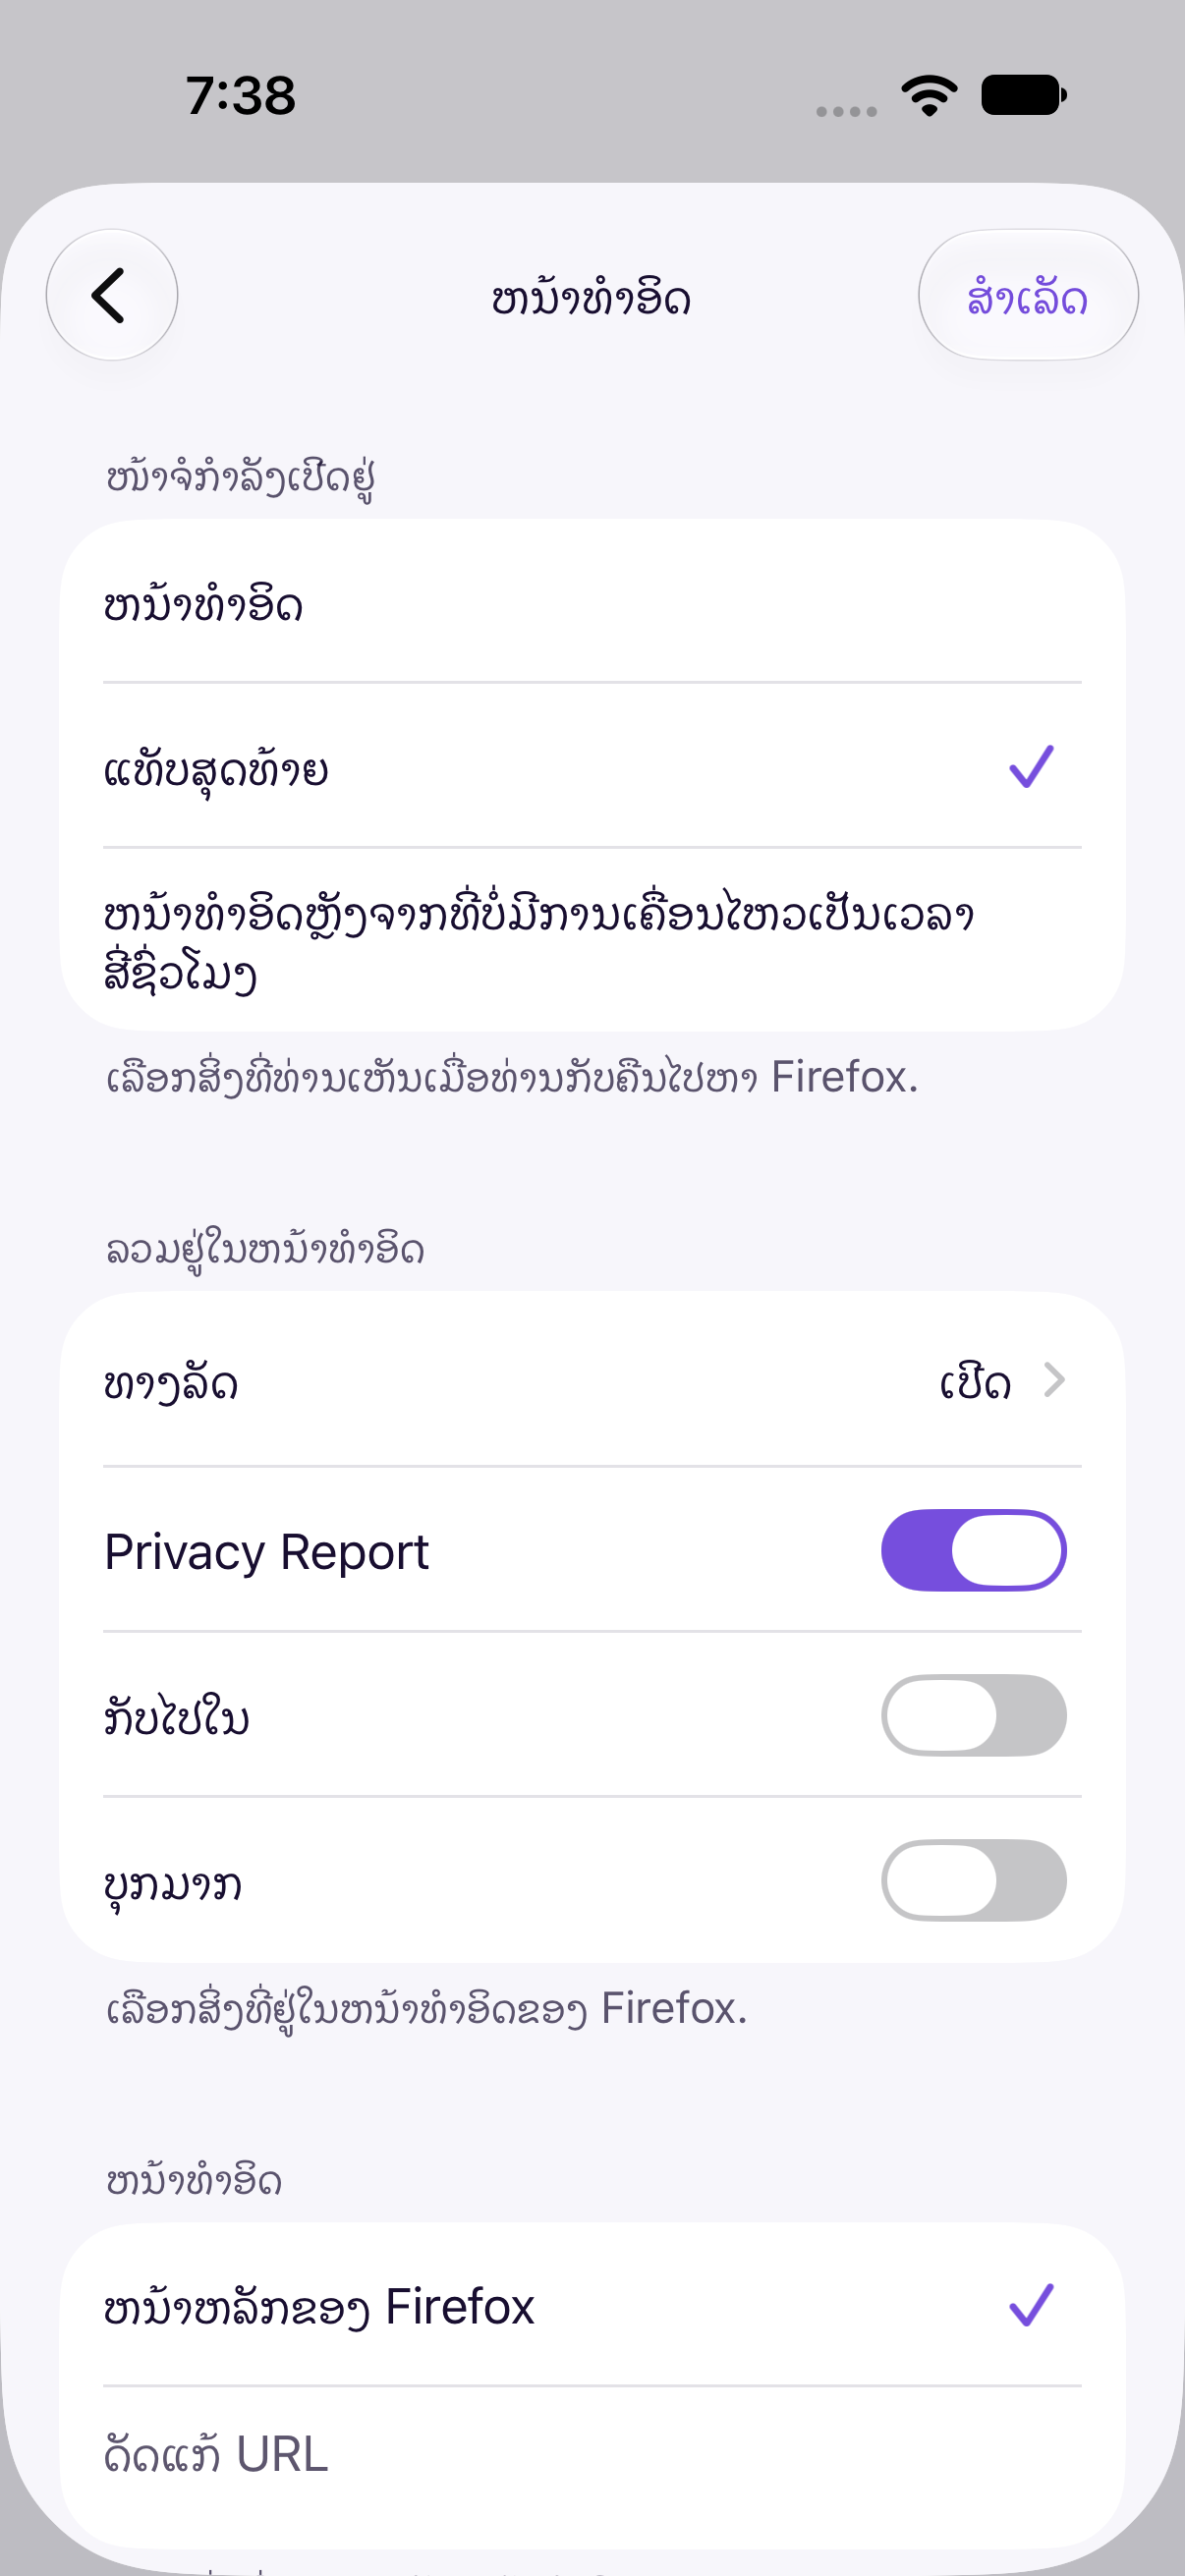 7:38
ຫນ້າທຳອິດ
ສຳເລັດ
ໜ້າຈໍກຳລັງເປີດຢູ່
ຫນ້າທຳອິດ
ແທັບສຸດທ້າຍ
ຫນ້າທຳອິດຫຼັງຈາກທີ່ບໍ່ມີການເຄື່ອນໄຫວເປັນເວລາ
ສີ່ຊົ່ວໂມງ
ເລືອກສິ່ງທີ່ທ່ານເຫັນເມື່ອທ່ານກັບຄືນໄປຫາ Firefox.
ລວມຢູ່ໃນຫນ້າທຳອິດ
ທາງລັດ
ເປີດ
Privacy Report
ກັບໄປໃນ
ບຸກມາກ
ເລືອກສິ່ງທີ່ຢູ່ໃນຫນ້າທຳອິດຂອງ Firefox.
ຫນ້າທຳອິດ
ຫນ້າຫລັກຂອງ Firefox
ດັດແກ້ URL